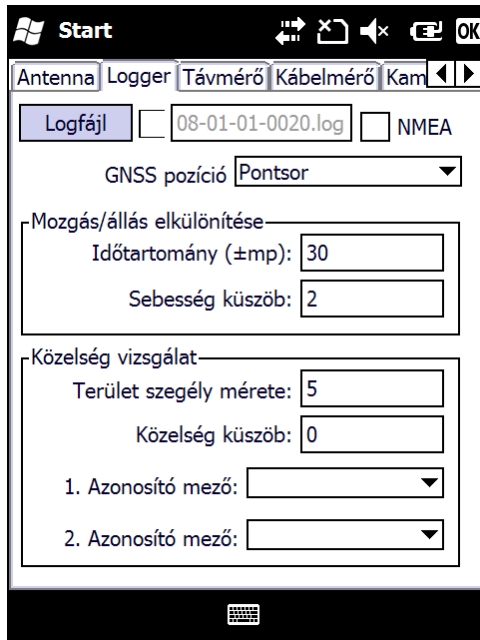 Start OK
Antenna Logger Távmérő Kábelmérő Kam
Logfájl 08-01-01-0020.log NMEA
GNSS pozíció Pontsor
Mozgás/állás elkülönítése
Időtartomány (±mp): 30
Sebesség küszöb: 2
Közelség vizsgálat
Terület szegély mérete: 5
Közelség küszöb: 0
1. Azonosító mező:
2. Azonosító mező: